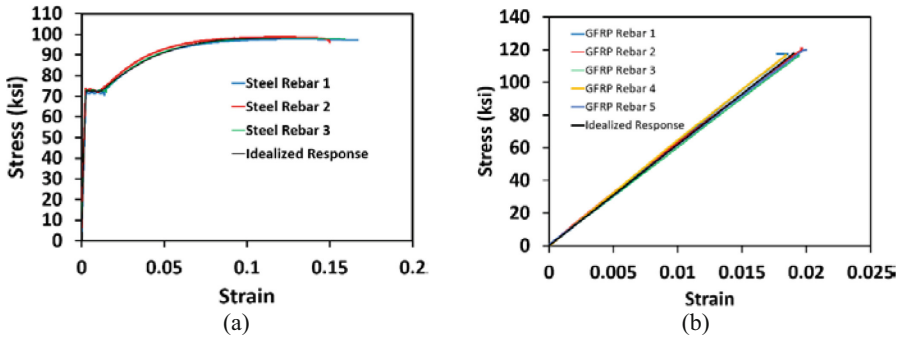 110
100
90
80
70
60
50
40
30
20
10
0
Stress (ksi)
Steel Rebar 1
Steel Rebar 2
Steel Rebar 3
Idealized Response
0
0.05
0.1
0.15
0.2
Strain
(a)
140
120
100
80
60
40
20
0
Stress (ksi)
GFRP Rebar 1
GFRP Rebar 2
GFRP Rebar 3
GFRP Rebar 4
GFRP Rebar 5
Idealized Response
0
0.005
0.01
0.015
0.02
0.025
Strain
(b)